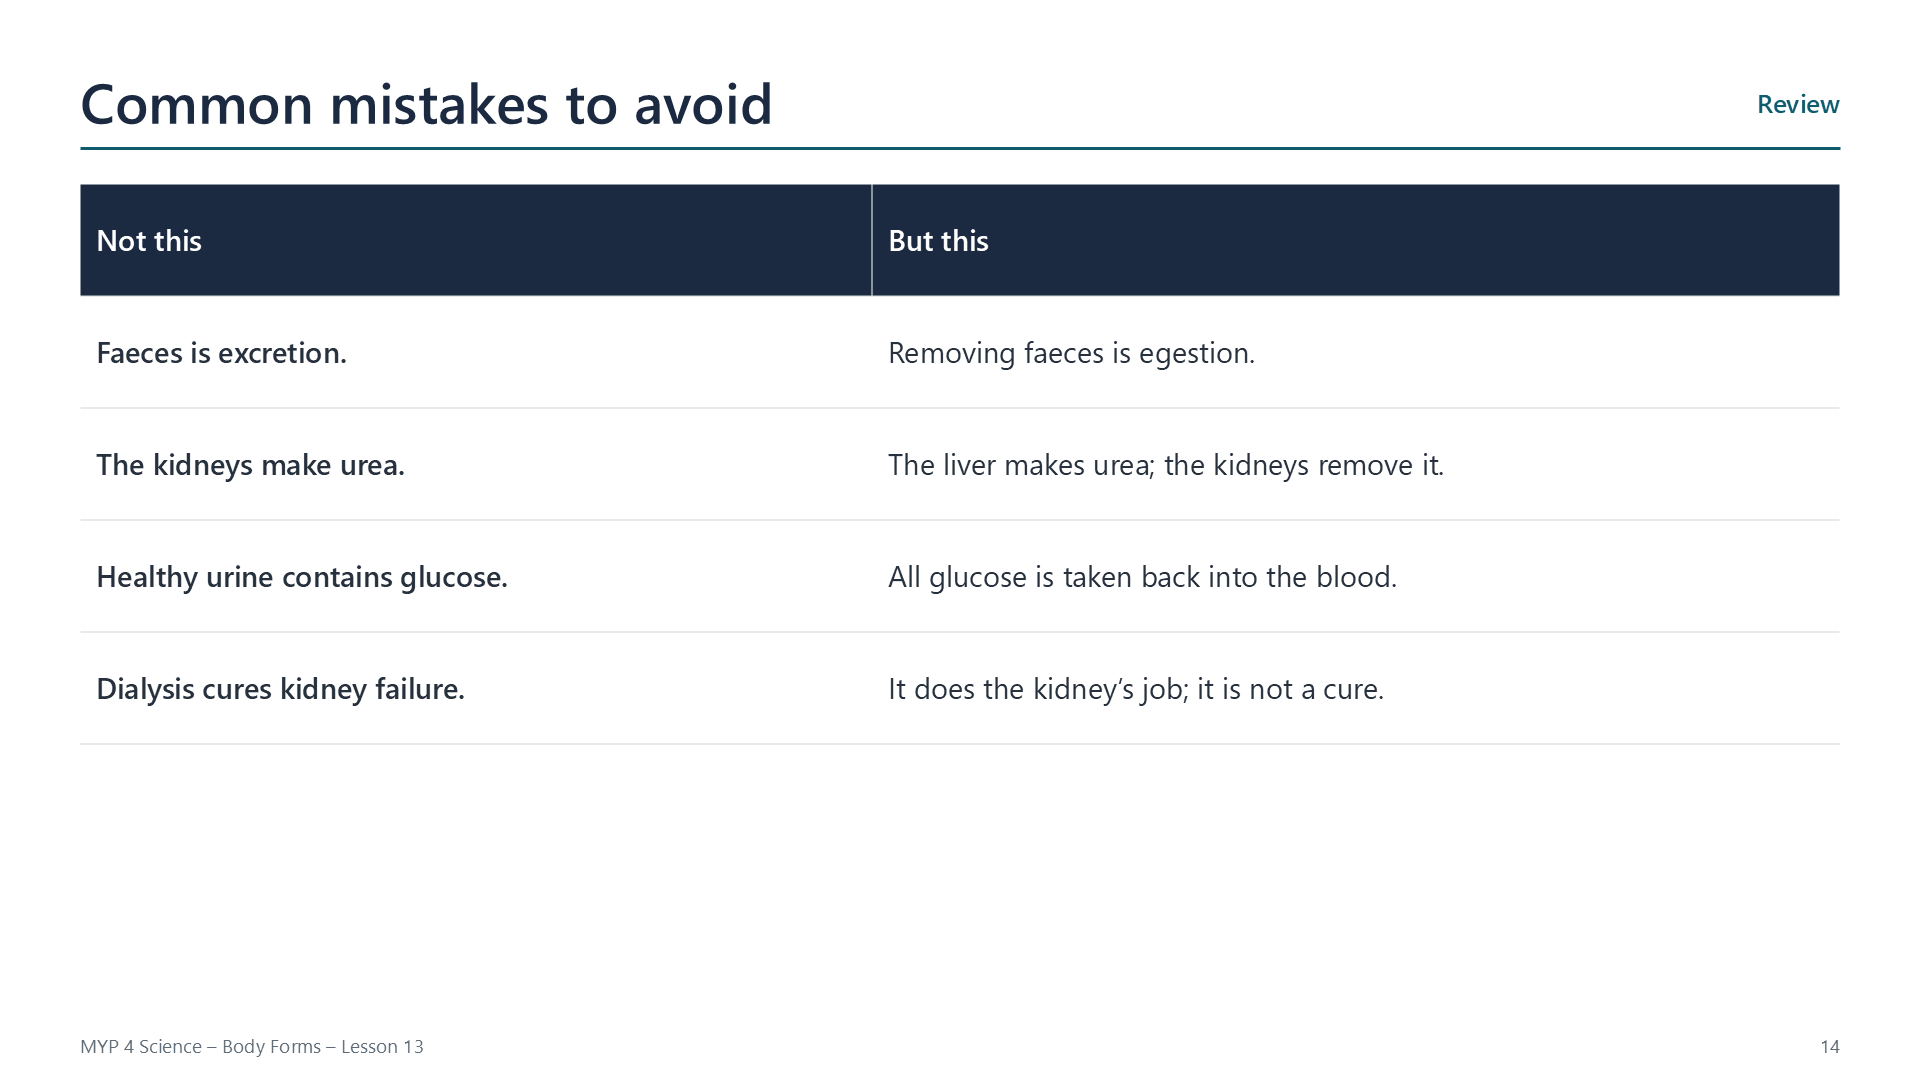 Common mistakes to avoid
Review
Not this
But this
Faeces is excretion.
Removing faeces is egestion.
The kidneys make urea.
The liver makes urea; the kidneys remove it.
Healthy urine contains glucose.
All glucose is taken back into the blood.
Dialysis cures kidney failure.
It does the kidney’s job; it is not a cure.
MYP 4 Science – Body Forms – Lesson 13
14